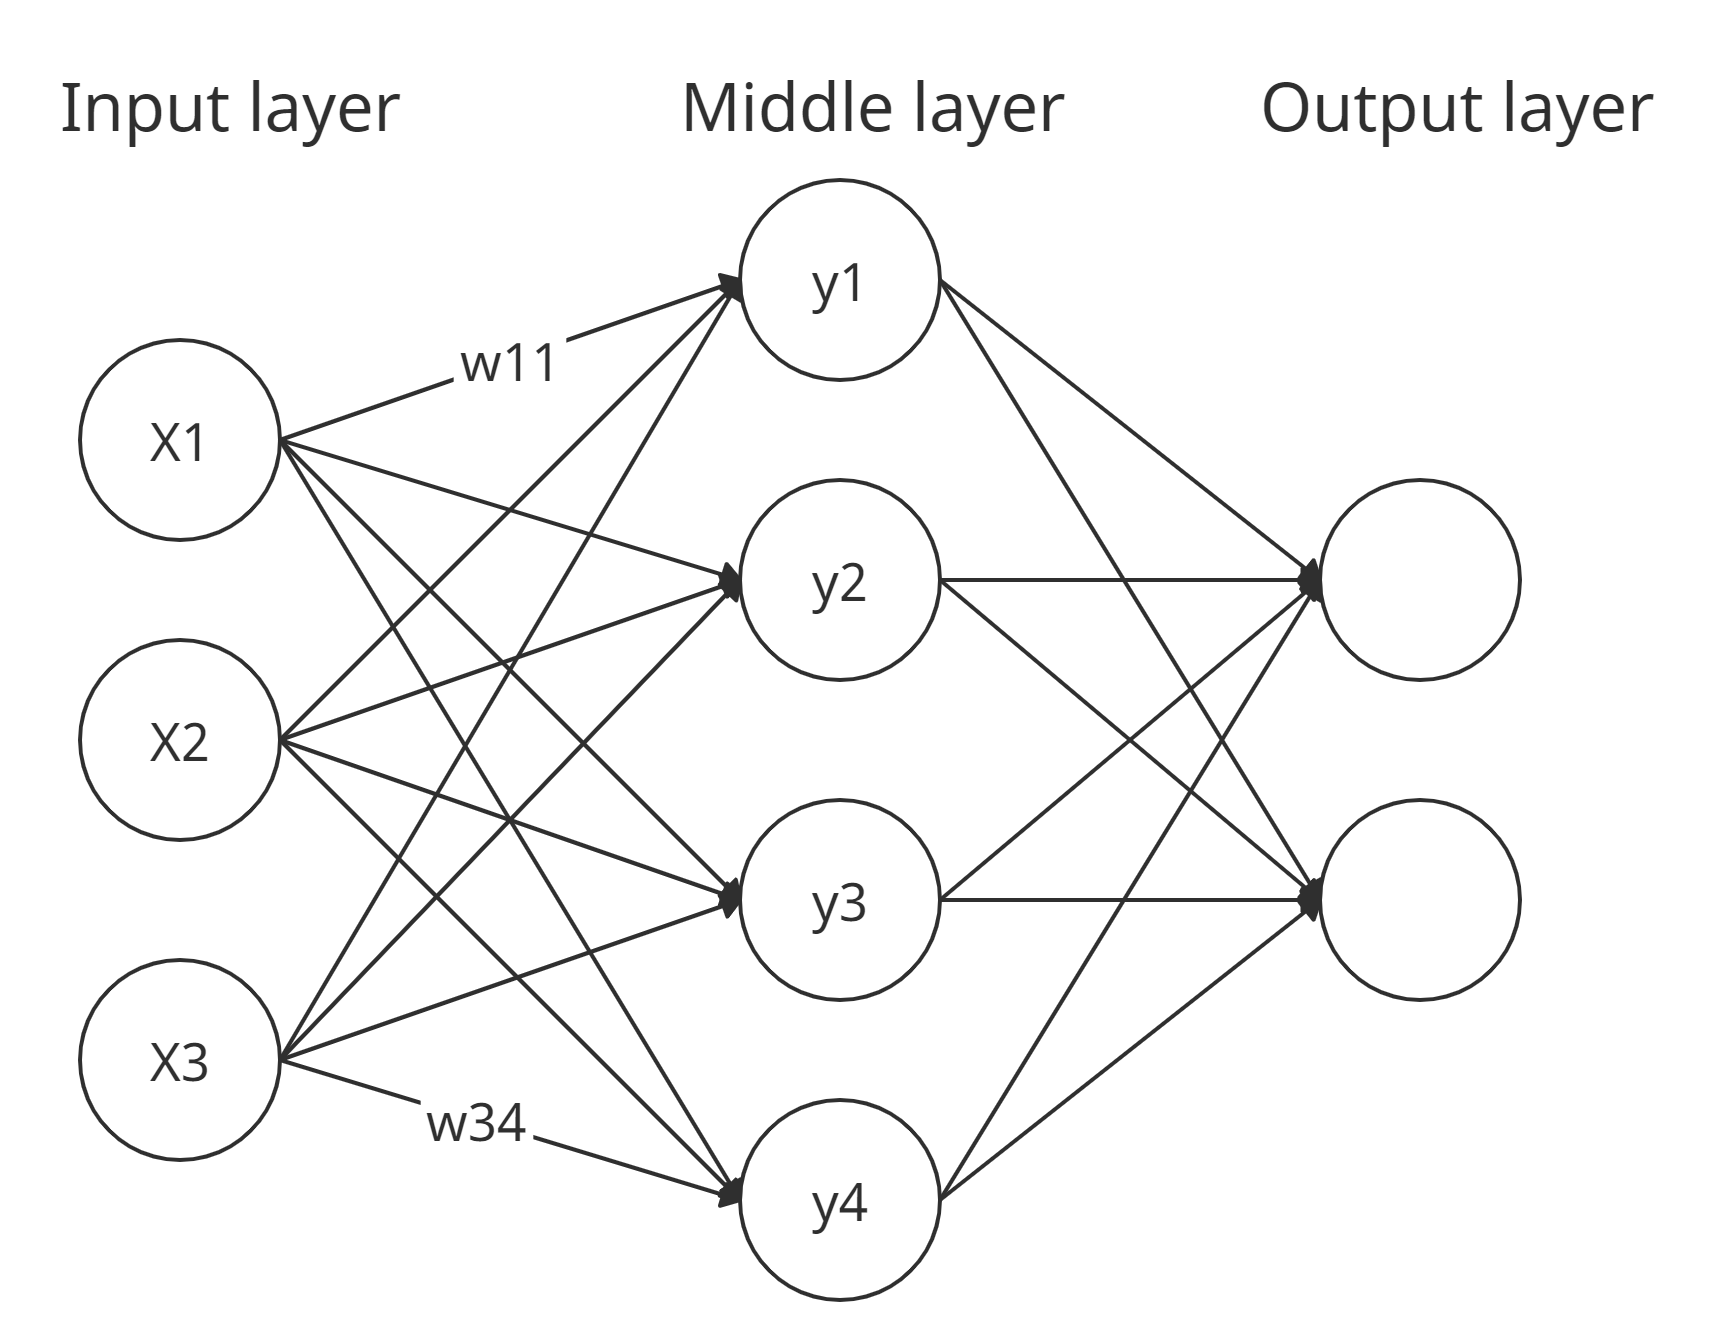 Input layer
Middle layer
Output layer
y1
w11
X1
y2
X2
y3
X3
w34
y4